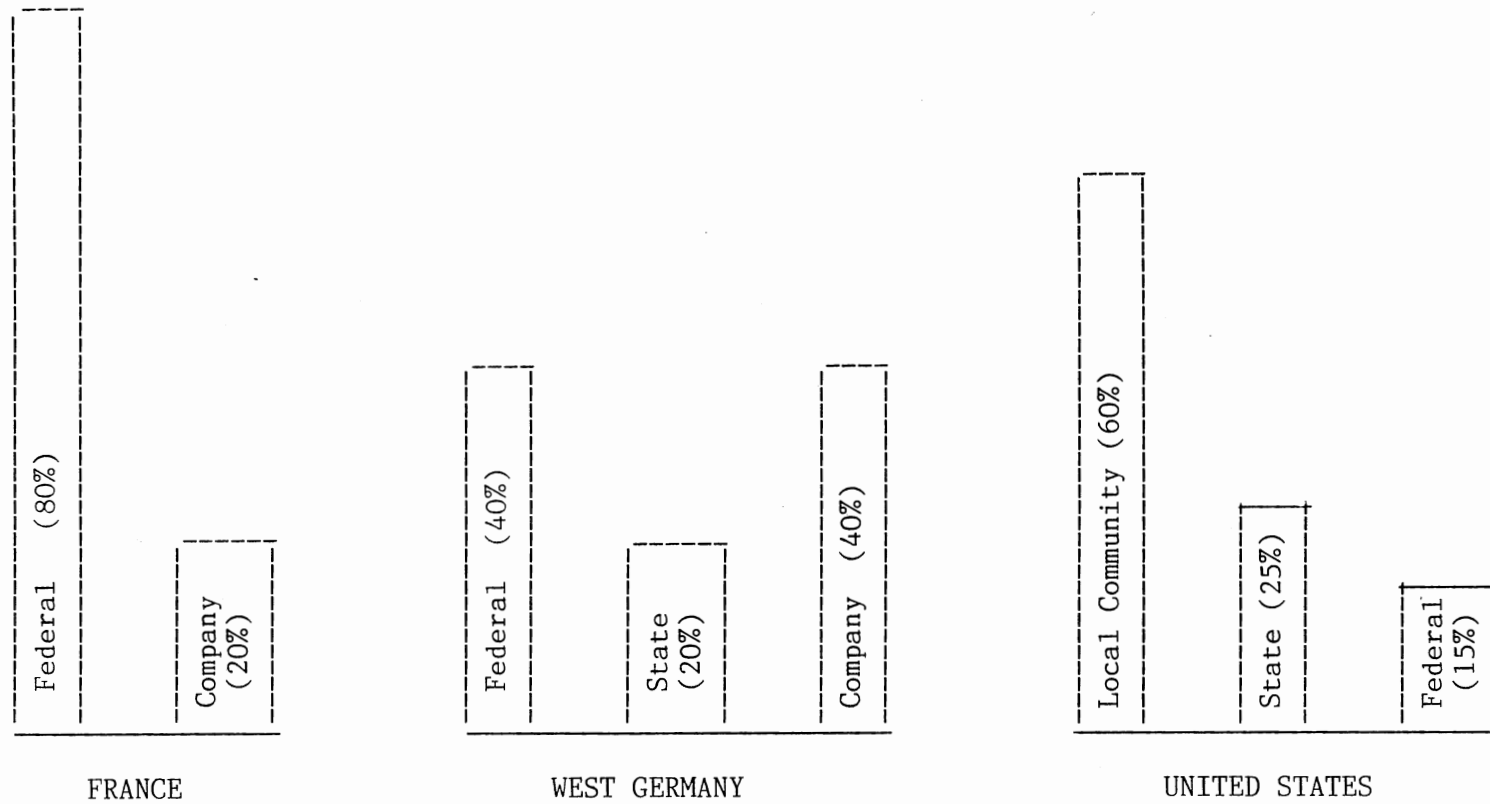 Federal (80%)
Company
(20%)
FRANCE
Federal (40%)
State
(20%)
Company (40%)
WEST GERMANY
Local Community (60%)
State (25%)
Federal
(15%)
UNITED STATES